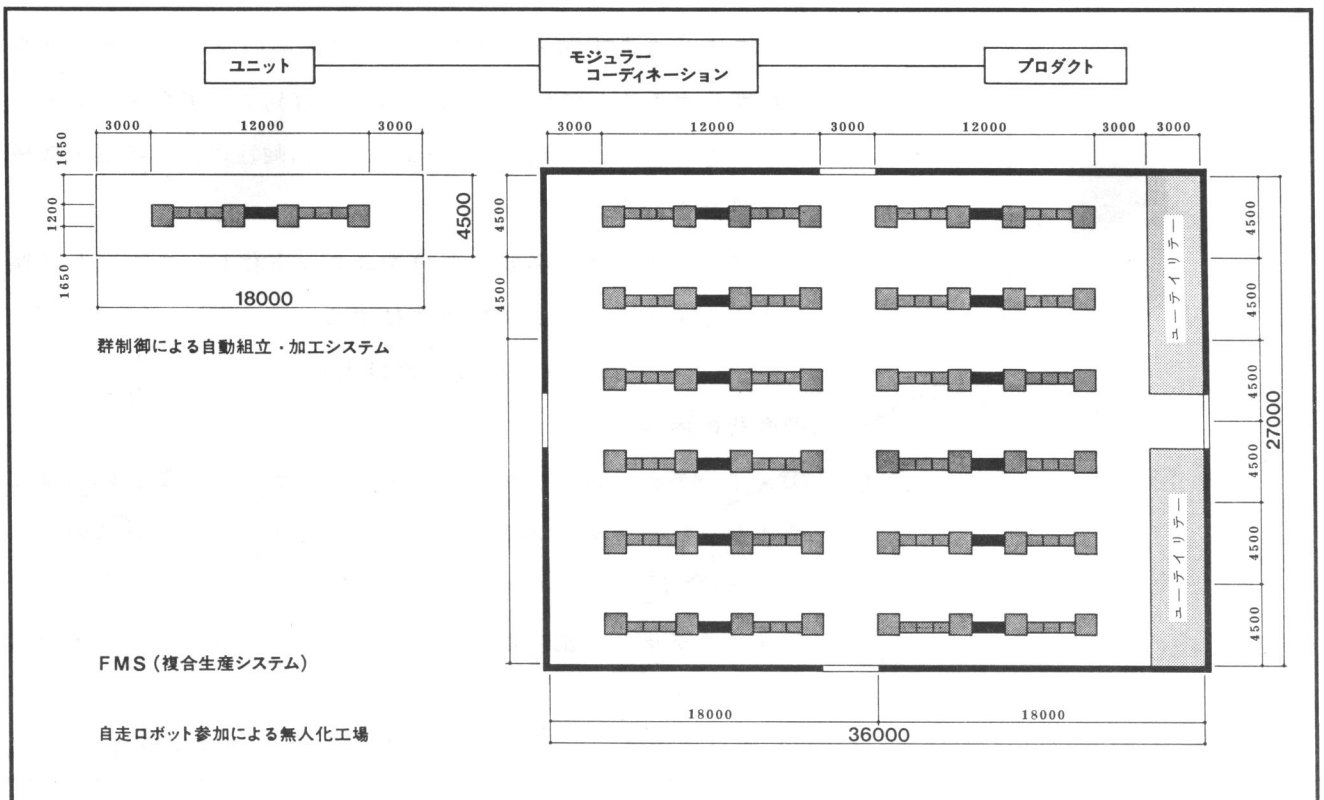 ユニット
モジュラー
コーディネーション
プロダクト
3000 12000 3000
1650
1200
1650
4500
18000
群制御による自動組立・加工システム
FMS (複合生産システム)
自走ロボット参加による無人化工場
3000 12000 3000 12000 3000 3000
4500
4500
ユーテイリテー
ユーテイリテー
4500
4500
4500
4500
4500
4500
27000
18000 18000
36000